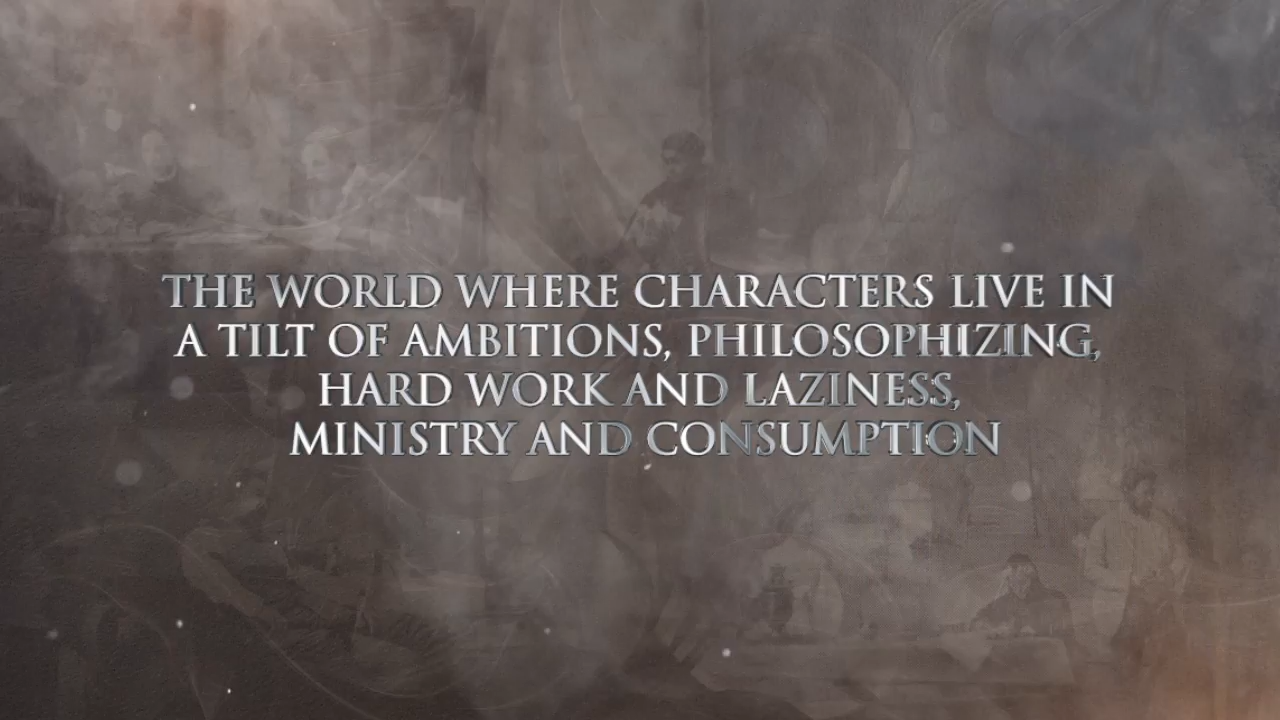 THE WORLD WHERE CHARACTERS LIVE IN
A TILT OF AMBITIONS, PHILOSOPHIZING,
HARD WORK AND LAZINESS,
MINISTRY AND CONSUMPTION